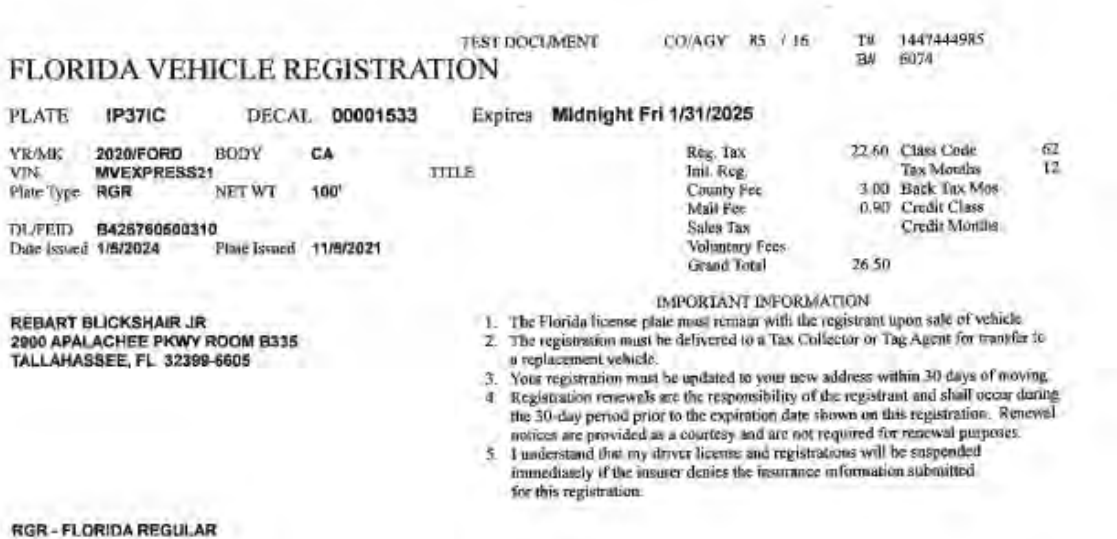 TEST DOCUMENT CO/AGY 85 / 16 T# 1447444985
B# 6074
FLORIDA VEHICLE REGISTRATION
PLATE IP37IC DECAL 00001533 Expires Midnight Fri 1/31/2025
YR/MK 2020/FORD BODY CA
VIN MVEXPRESS21 TITLE
Plate Type RGR NET WT 100'
DL/FEID B425760500310
Date Issued 1/5/2024 Plate Issued 11/9/2021
Reg. Tax 22.60 Class Code 62
Init. Reg. Tax Months 12
County Fee 3.00 Back Tax Mos
Mail Fee 0.90 Credit Class
Sales Tax Credit Months
Voluntary Fees
Grand Total 26.50
REBART BLICKSHAIR JR
2900 APALACHEE PKWY ROOM B335
TALLAHASSEE, FL 32399-6605
IMPORTANT INFORMATION
1. The Florida license plate must remain with the registrant upon sale of vehicle.
2. The registration must be delivered to a Tax Collector or Tag Agent for transfer to
a replacement vehicle.
3. Your registration must be updated to your new address within 30 days of moving.
4. Registration renewals are the responsibility of the registrant and shall occur during
the 30-day period prior to the expiration date shown on this registration. Renewal
notices are provided as a courtesy and are not required for renewal purposes.
5. I understand that my driver license and registrations will be suspended
immediately if the insurer denies the insurance information submitted
for this registration.
RGR - FLORIDA REGULAR